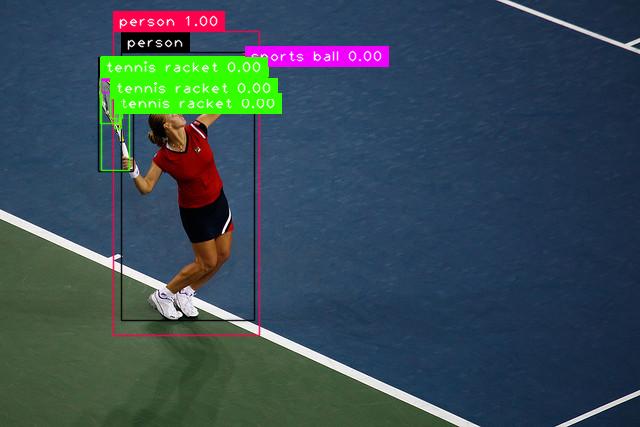 person 1.00
person
sports ball 0.00
tennis racket 0.00
tennis racket 0.00
tennis racket 0.00